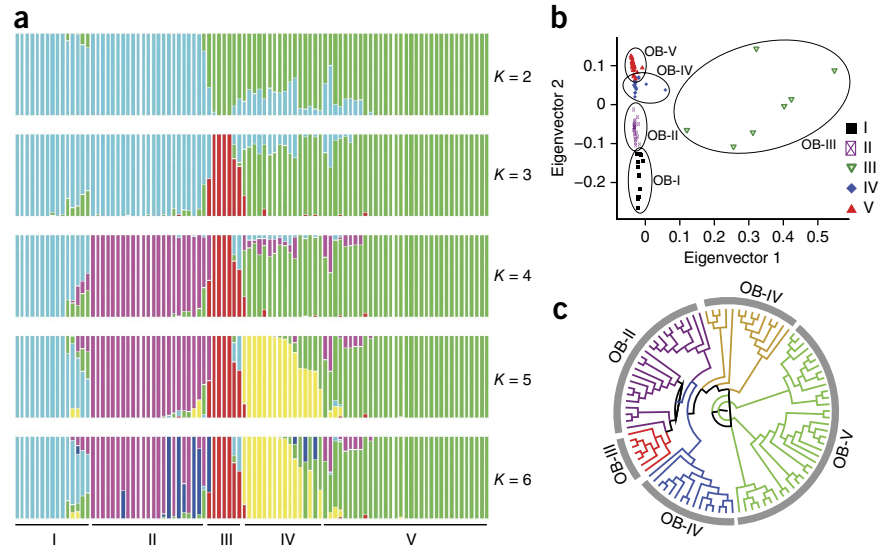 a
K = 2
K = 3
K = 4
K = 5
K = 6
I II III IV V
b
Eigenvector 2
0.1
0
−0.1
−0.2
OB-V
OB-IV
OB-II
OB-I
OB-III
I
II
III
IV
V
0 0.1 0.2 0.3 0.4 0.5
Eigenvector 1
c
OB-IV
OB-II
OB-V
OB-III
OB-IV